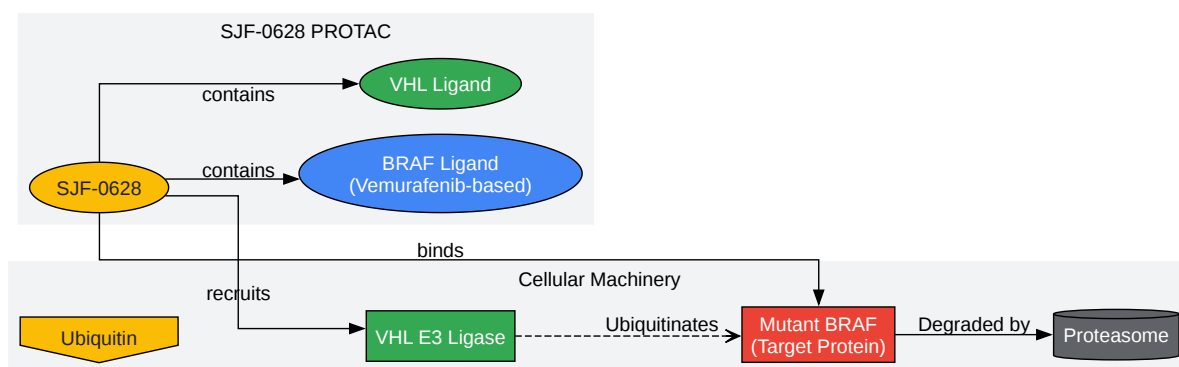 SJF-0628 PROTAC
VHL Ligand
contains
BRAF Ligand
(Vemurafenib-based)
contains
SJF-0628
binds
Cellular Machinery
recruits
Ubiquitin
VHL E3 Ligase
Ubiquitinates
Mutant BRAF
(Target Protein)
Degraded by
Proteasome